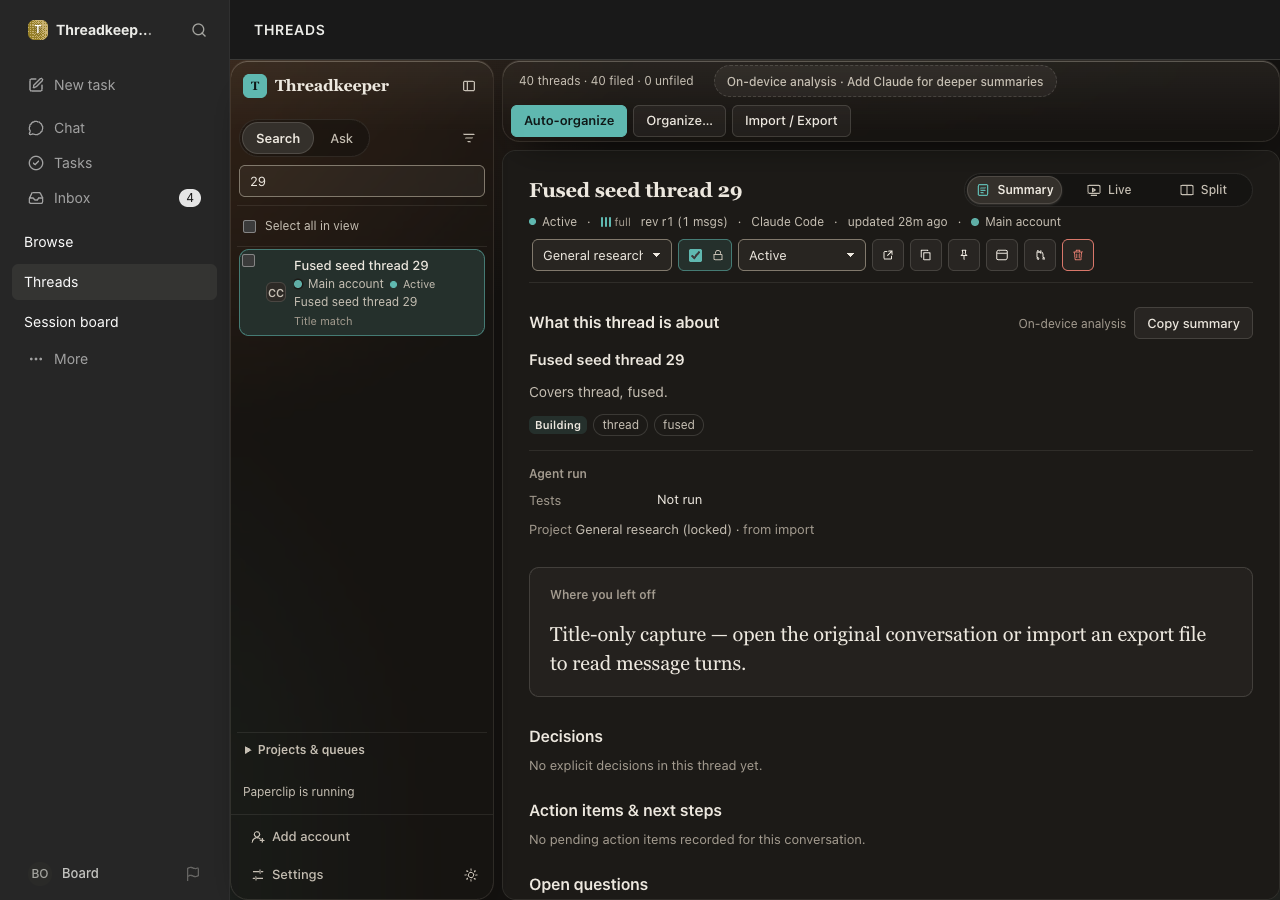 T Threadkeep...
New task
Chat
Tasks
Inbox 4
Browse
Threads
Session board
More
BO Board
THREADS
T Threadkeeper
Search Ask
29
Select all in view
Fused seed thread 29
CC Main account Active
Fused seed thread 29
Title match
Projects & queues
Paperclip is running
Add account
Settings
40 threads · 40 filed · 0 unfiled On-device analysis · Add Claude for deeper summaries
Auto-organize Organize... Import / Export
Fused seed thread 29 Summary Live Split
Active · full rev r1 (1 msgs) · Claude Code · updated 28m ago · Main account
General research Active
What this thread is about On-device analysis Copy summary
Fused seed thread 29
Covers thread, fused.
Building thread fused
Agent run
Tests Not run
Project General research (locked) · from import
Where you left off
Title-only capture — open the original conversation or import an export file
to read message turns.
Decisions
No explicit decisions in this thread yet.
Action items & next steps
No pending action items recorded for this conversation.
Open questions